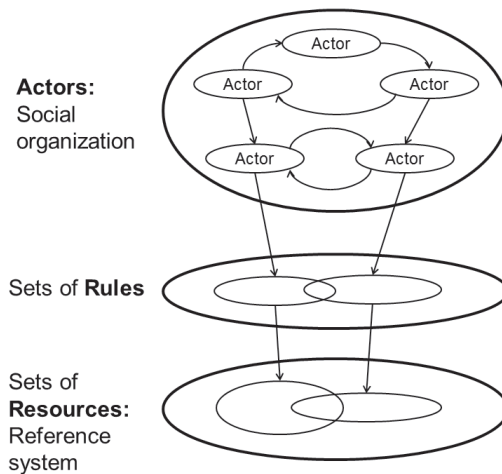 Actor
Actors:
Actor
Actor
Social
organization
Actor
Actor
Sets of Rules
Sets of
Resources:
Reference
system